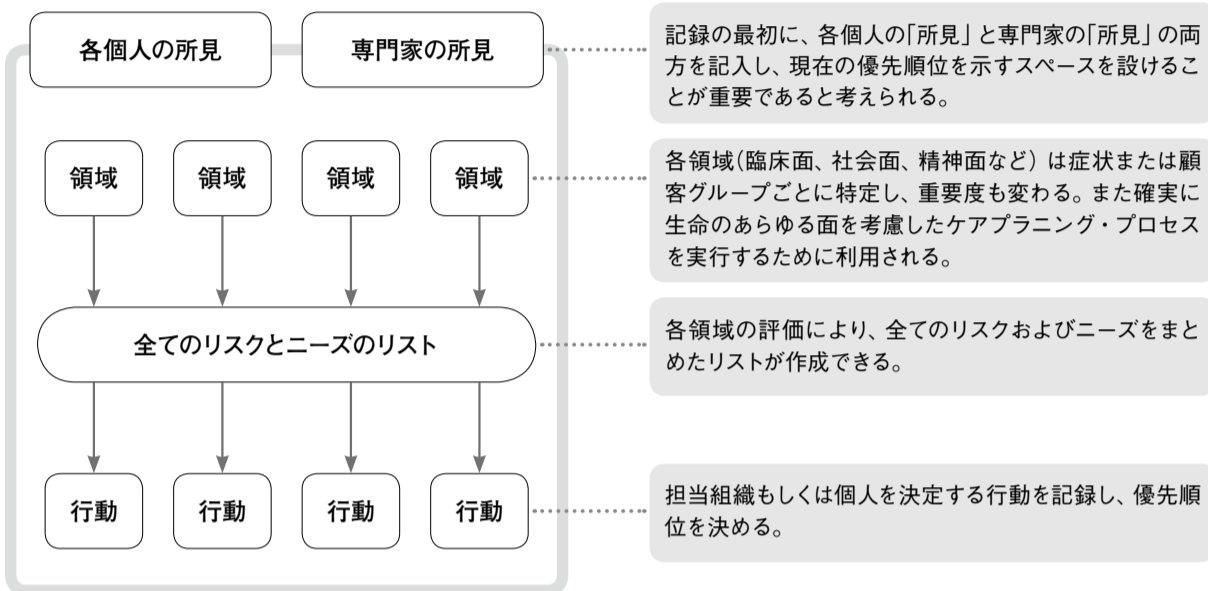 各個人の所見
専門家の所見
記録の最初に、各個人の「所見」と専門家の「所見」の両
方を記入し、現在の優先順位を示すスペースを設けるこ
とが重要であると考えられる。
領域
領域
領域
領域
各領域(臨床面、社会面、精神面など)は症状または顧
客グループごとに特定し、重要度も変わる。また確実に
生命のあらゆる面を考慮したケアプラニング・プロセス
を実行するために利用される。
全てのリスクとニーズのリスト
各領域の評価により、全てのリスクおよびニーズをまと
めたリストが作成できる。
行動
行動
行動
行動
担当組織もしくは個人を決定する行動を記録し、優先順
位を決める。